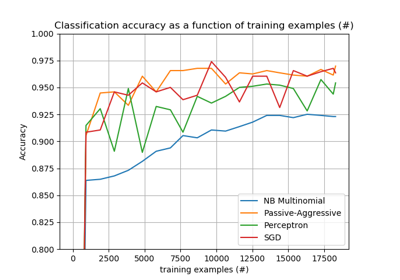 Classification accuracy as a function of training examples (#)
1.000
0.975
0.950
0.925
0.900
0.875
0.850
0.825
0.800
Accuracy
0 2500 5000 7500 10000 12500 15000 17500
training examples (#)
NB Multinomial
Passive-Aggressive
Perceptron
SGD